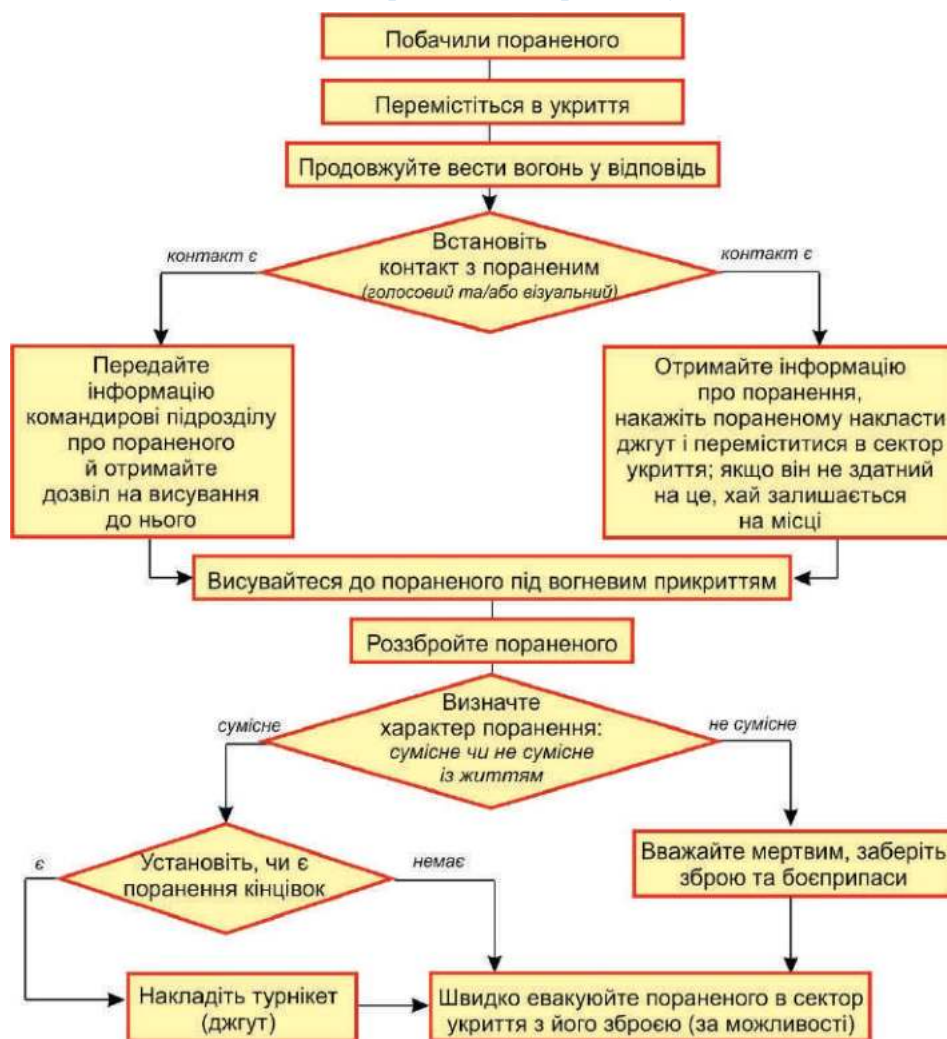 Побачили пораненого
Перемістіться в укриття
Продовжуйте вести вогонь у відповідь
Встановіть
контакт з пораненим
(голосовий та/або візуальний)
контакт є
контакт є
Передайте
інформацію
командирові підрозділу
про пораненого
й отримайте
дозвіл на висування
до нього
Отримайте інформацію
про поранення,
накажіть пораненому накласти
джгут і переміститися в сектор
укриття; якщо він не здатний
на це, хай залишається
на місці
Висувайтеся до пораненого під вогневим прикриттям
Роззбройте пораненого
Визначте
характер поранення:
сумісне чи не сумісне
із життям
сумісне
не сумісне
Установіть, чи є
поранення кінцівок
є
немає
Вважайте мертвим, заберіть
зброю та боєприпаси
Накладіть турнікет
(джгут)
Швидко евакуюйте пораненого в сектор
укриття з його зброєю (за можливості)